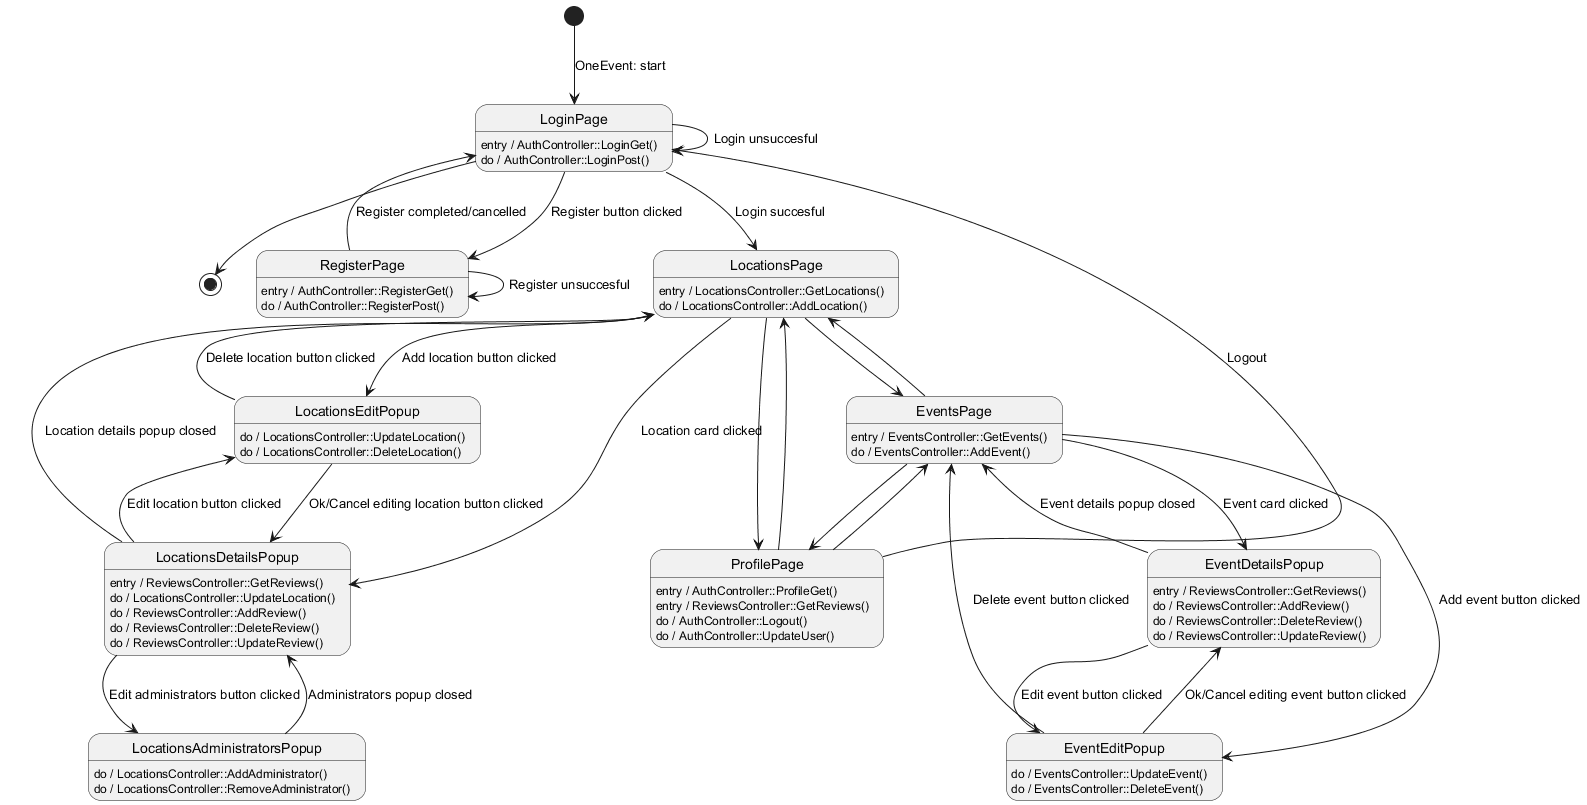 OneEvent: start
LoginPage
entry / AuthController::LoginGet()
do / AuthController::LoginPost()
Login unsuccesful
Register completed/cancelled
Register button clicked
Login succesful
RegisterPage
entry / AuthController::RegisterGet()
do / AuthController::RegisterPost()
Register unsuccesful
LocationsPage
entry / LocationsController::GetLocations()
do / LocationsController::AddLocation()
Delete location button clicked
Add location button clicked
Logout
LocationsEditPopup
do / LocationsController::UpdateLocation()
do / LocationsController::DeleteLocation()
EventsPage
entry / EventsController::GetEvents()
do / EventsController::AddEvent()
Location details popup closed
Location card clicked
Edit location button clicked
Ok/Cancel editing location button clicked
Event details popup closed
Event card clicked
LocationsDetailsPopup
entry / ReviewsController::GetReviews()
do / LocationsController::UpdateLocation()
do / ReviewsController::AddReview()
do / ReviewsController::DeleteReview()
do / ReviewsController::UpdateReview()
ProfilePage
entry / AuthController::ProfileGet()
entry / ReviewsController::GetReviews()
do / AuthController::Logout()
do / AuthController::UpdateUser()
Delete event button clicked
EventDetailsPopup
entry / ReviewsController::GetReviews()
do / ReviewsController::AddReview()
do / ReviewsController::DeleteReview()
do / ReviewsController::UpdateReview()
Add event button clicked
Edit administrators button clicked
Administrators popup closed
Edit event button clicked
Ok/Cancel editing event button clicked
LocationsAdministratorsPopup
do / LocationsController::AddAdministrator()
do / LocationsController::RemoveAdministrator()
EventEditPopup
do / EventsController::UpdateEvent()
do / EventsController::DeleteEvent()